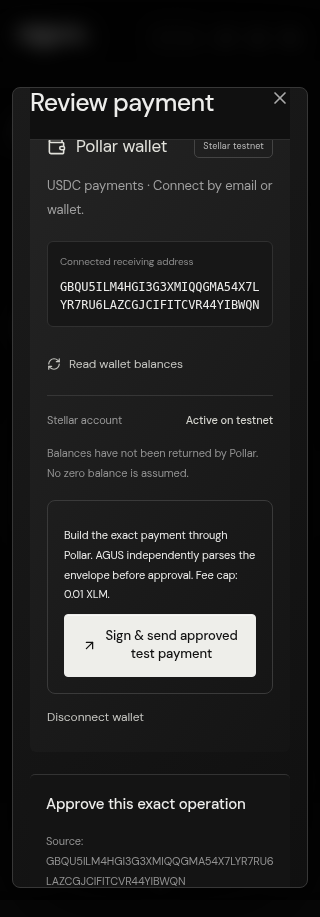 Review payment
Pollar wallet
Stellar testnet
USDC payments · Connect by email or
wallet.
Connected receiving address
GBQU5ILM4HGI3G3XMIQQGMA54X7L
YR7RU6LAZCGJCIFITCVR44YIBWQN
Read wallet balances
Stellar account
Active on testnet
Balances have not been returned by Pollar.
No zero balance is assumed.
Build the exact payment through
Pollar. AGUS independently parses the
envelope before approval. Fee cap:
0.01 XLM.
Sign & send approved
test payment
Disconnect wallet
Approve this exact operation
Source:
GBQU5ILM4HGI3G3XMIQQGMA54X7LYR7RU6
LAZCGJCIFITCVR44YIBWQN